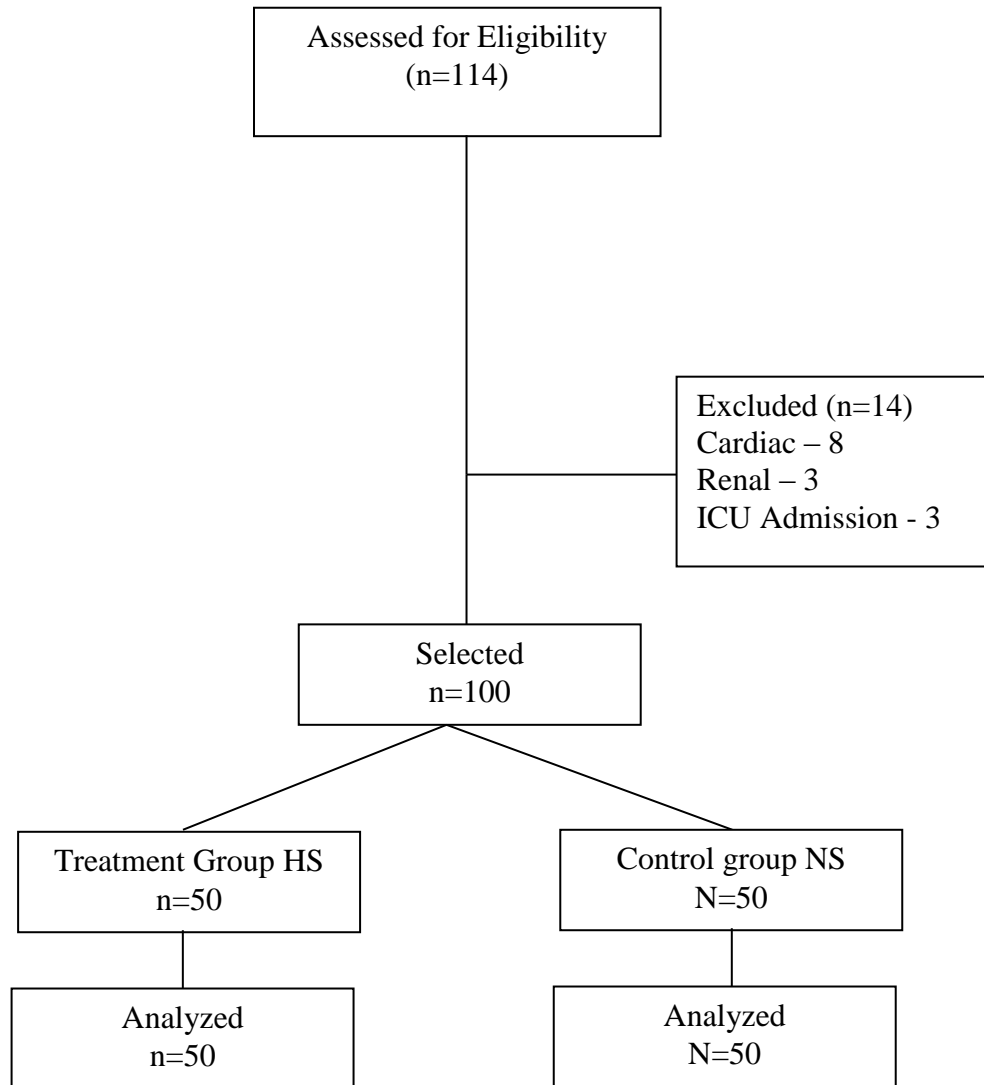 Assessed for Eligibility
(n=114)
Excluded (n=14)
Cardiac – 8
Renal – 3
ICU Admission - 3
Selected
n=100
Treatment Group HS
n=50
Control group NS
N=50
Analyzed
n=50
Analyzed
N=50